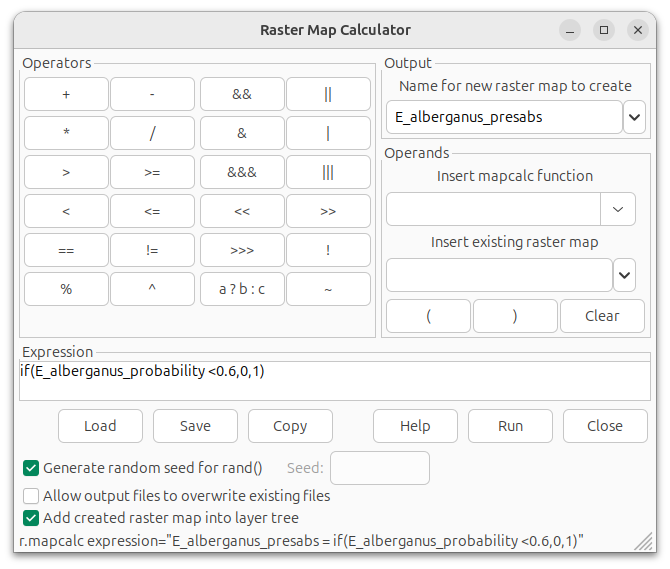 Raster Map Calculator
Operators
+ - && ||
* / & |
> >= &&& |||
< <= << >>
== != >>> !
% ^ a ? b : c ~
Output
Name for new raster map to create
E_alberganus_presabs
Operands
Insert mapcalc function
Insert existing raster map
( ) Clear
Expression
if(E_alberganus_probability <0.6,0,1)
Load Save Copy Help Run Close
Generate random seed for rand() Seed:
Allow output files to overwrite existing files
Add created raster map into layer tree
r.mapcalc expression="E_alberganus_presabs = if(E_alberganus_probability <0.6,0,1)"